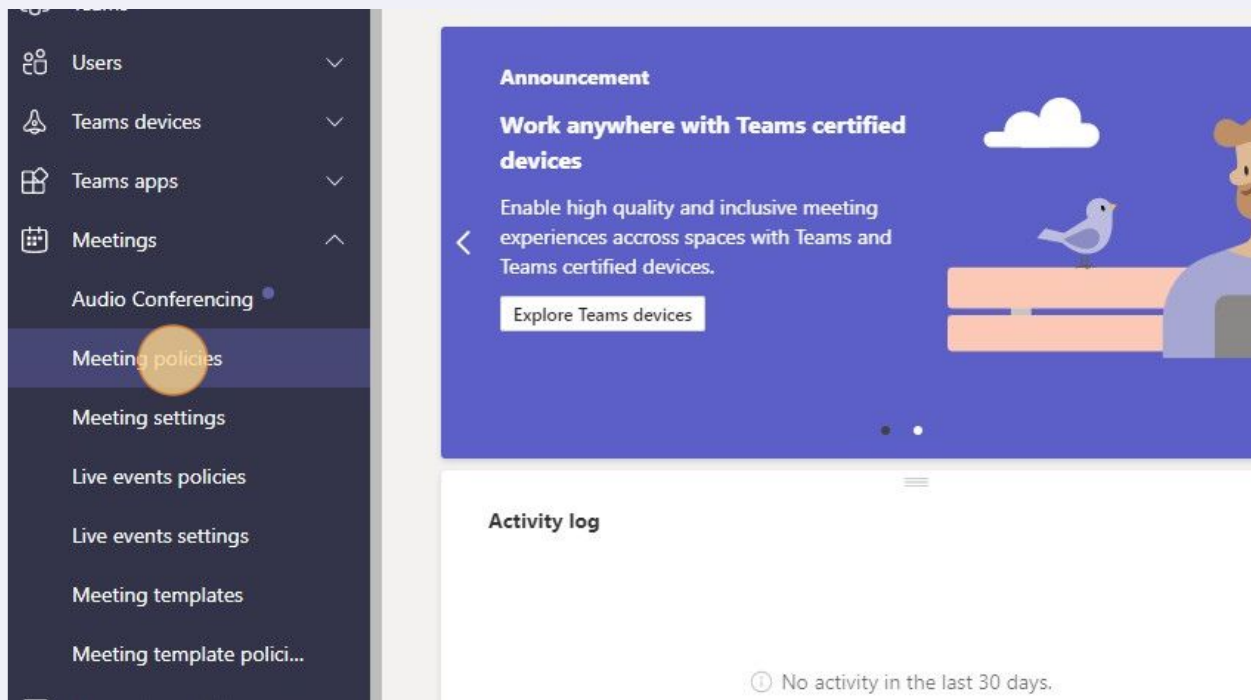 Users
Teams devices
Teams apps
Meetings
Audio Conferencing
Meeting policies
Meeting settings
Live events policies
Live events settings
Meeting templates
Meeting template polici...
Announcement
Work anywhere with Teams certified
devices
Enable high quality and inclusive meeting
experiences accross spaces with Teams and
Teams certified devices.
Explore Teams devices
Activity log
No activity in the last 30 days.